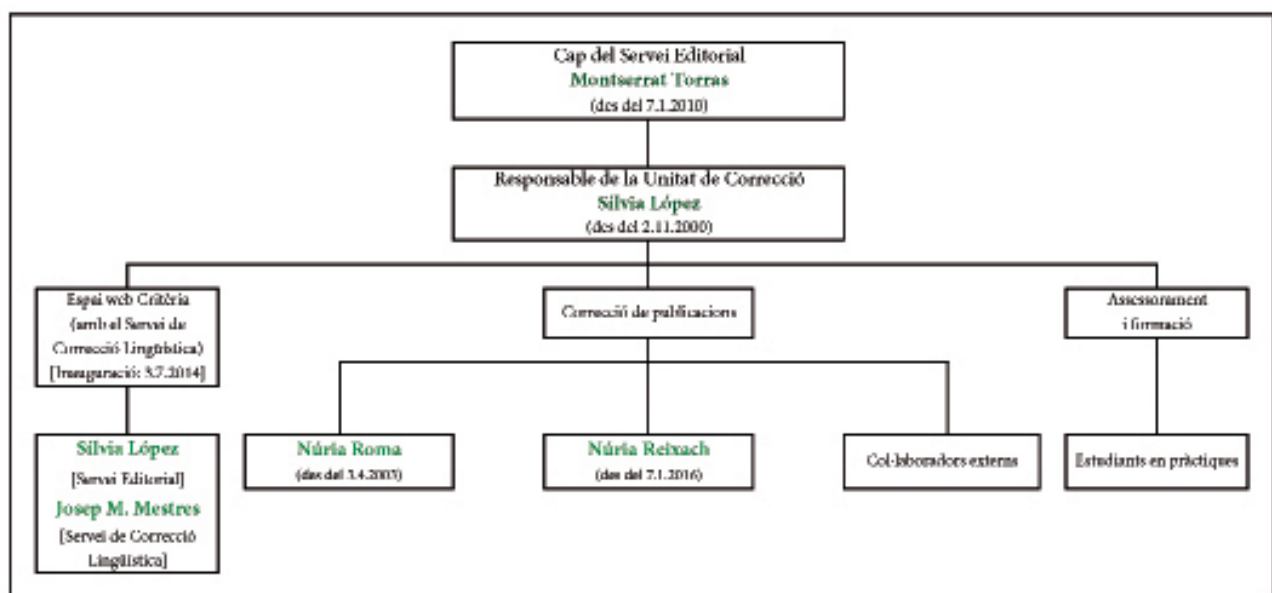 Cap del Servei Editorial
Montserrat Torras
(des del 7.1.2010)
Responsable de la Unitat de Correcció
Sílvia López
(des del 2.11.2000)
Espai web Critèria
(amb el Servei de
Correcció Lingüística)
[Inauguració: 3.7.2014]
Correcció de publicacions
Assessorament
i formació
Sílvia López
[Servei Editorial]
Josep M. Mestres
[Servei de Correcció
Lingüística]
Núria Roma
(des del 3.4.2003)
Núria Reixach
(des del 7.1.2016)
Col·laboradors externs
Estudiants en pràctiques